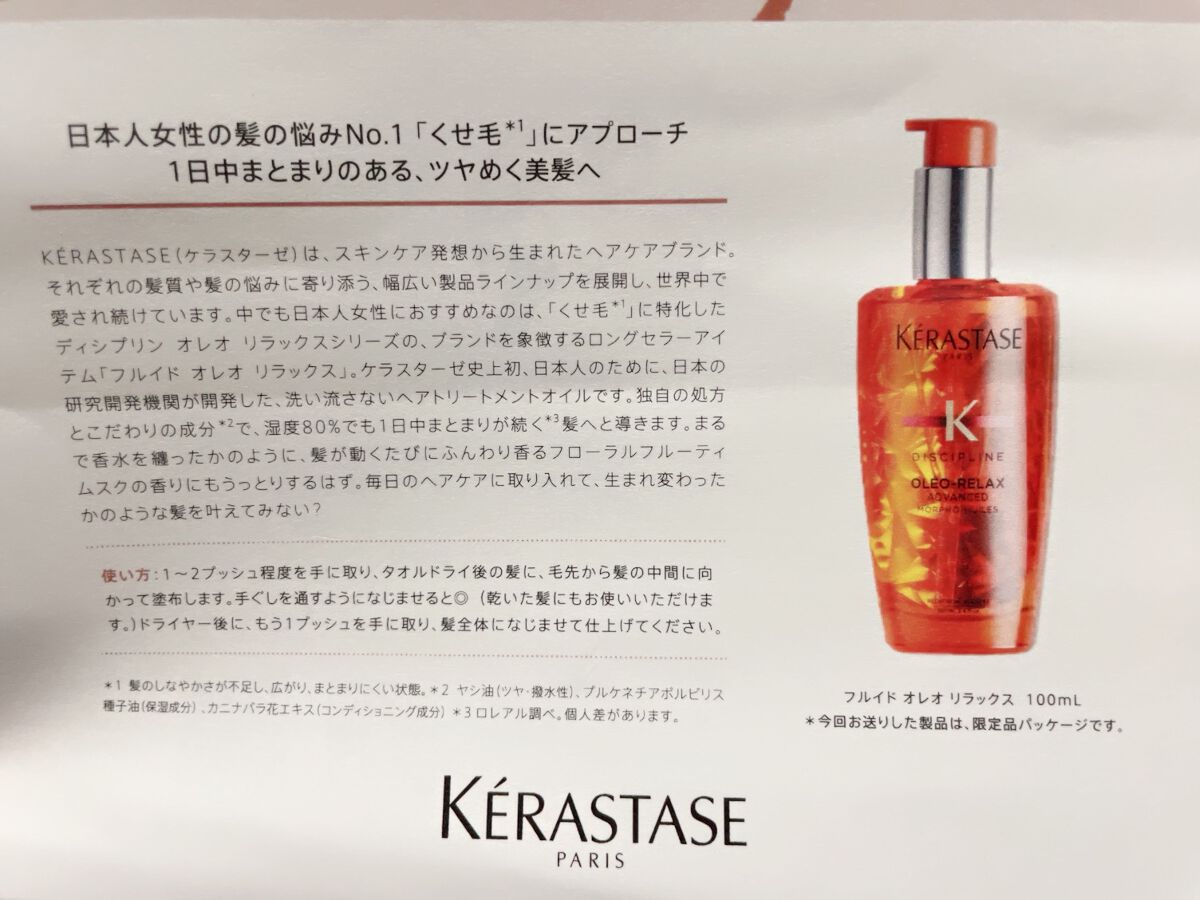 日本人女性の髪の悩みNo.1「くせ毛*1」にアプローチ
1日中まとまりのある、ツヤめく美髪へ
KÉRASTASE(ケラスターゼ)は、スキンケア発想から生まれたヘアケアブランド。
それぞれの髪質や髪の悩みに寄り添う、幅広い製品ラインナップを展開し、世界中で
愛され続けています。中でも日本人女性におすすめなのは、「くせ毛*1」に特化した
ディシプリン オレオ リラックスシリーズの、ブランドを象徴するロングセラーアイ
テム「フルイド オレオ リラックス」。ケラスターゼ史上初、日本人のために、日本の
研究開発機関が開発した、洗い流さないヘアトリートメントオイルです。独自の処方
とこだわりの成分*2で、湿度80%でも1日中まとまりが続く*3髪へと導きます。まる
で香水を纏ったかのように、髪が動くたびにふんわり香るフローラルフルーティ
ムスクの香りにもうっとりするはず。毎日のヘアケアに取り入れて、生まれ変わった
かのような髪を叶えてみない?
使い方:1〜2プッシュ程度を手に取り、タオルドライ後の髪に、毛先から髪の中間に向
かって塗布します。手ぐしを通すようになじませると◎(乾いた髪にもお使いいただけま
す。)ドライヤー後に、もう1プッシュを手に取り、髪全体になじませて仕上げてください。
*1 髪のしなやかさが不足し、広がり、まとまりにくい状態。*2 ヤシ油(ツヤ・撥水性)、プルケネチアボルビリス
種子油(保湿成分)、カニナバラ花エキス(コンディショニング成分) *3 ロレアル調べ。個人差があります。
KÉRASTASE
PARIS
K
DISCIPLINE
OLÉO-RELAX
ADVANCED
MORPHO-HUILES
フルイド オレオ リラックス 100mL
*今回お送りした製品は、限定品パッケージです。
KÉRASTASE
PARIS